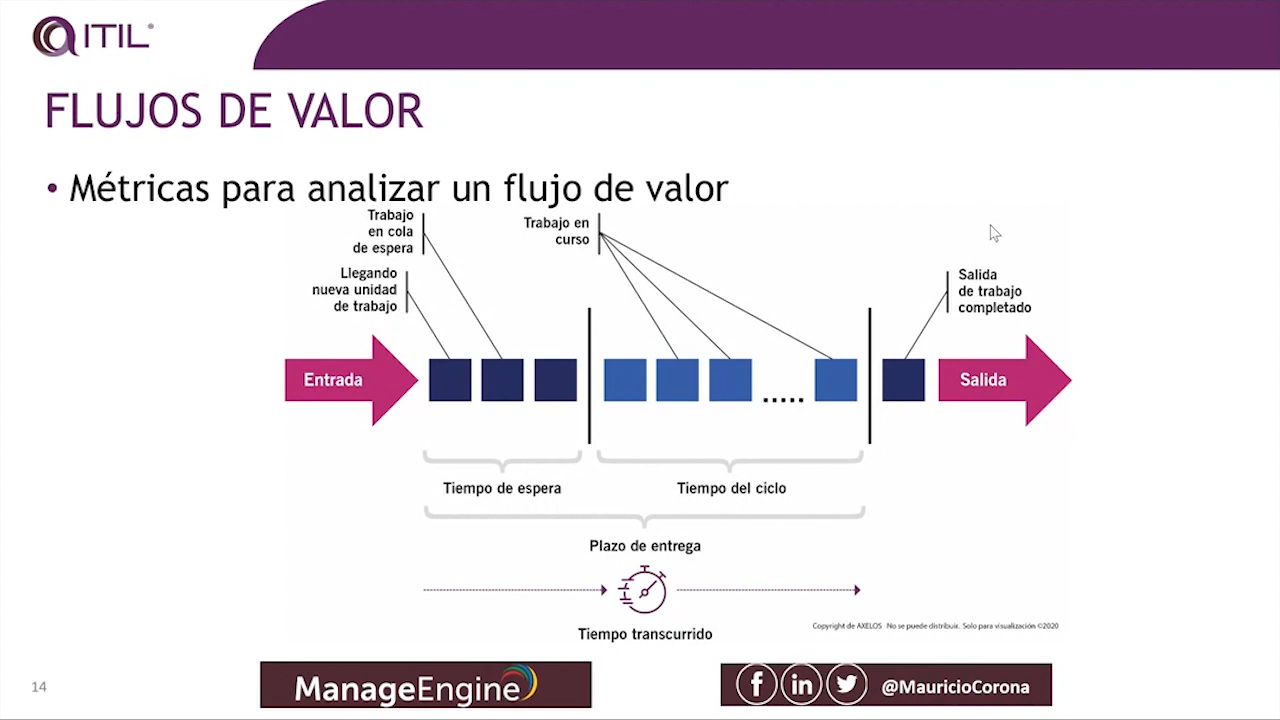 ITIL®
FLUJOS DE VALOR
• Métricas para analizar un flujo de valor
Trabajo
en cola
de espera
Trabajo en
curso
Llegando
nueva unidad
de trabajo
Salida
de trabajo
completado
Entrada
.....
Salida
Tiempo de espera
Tiempo del ciclo
Plazo de entrega
Tiempo transcurrido
Copyright de AXELOS No se puede distribuir. Solo para visualización ©2020
14
ManageEngine
@MauricioCorona